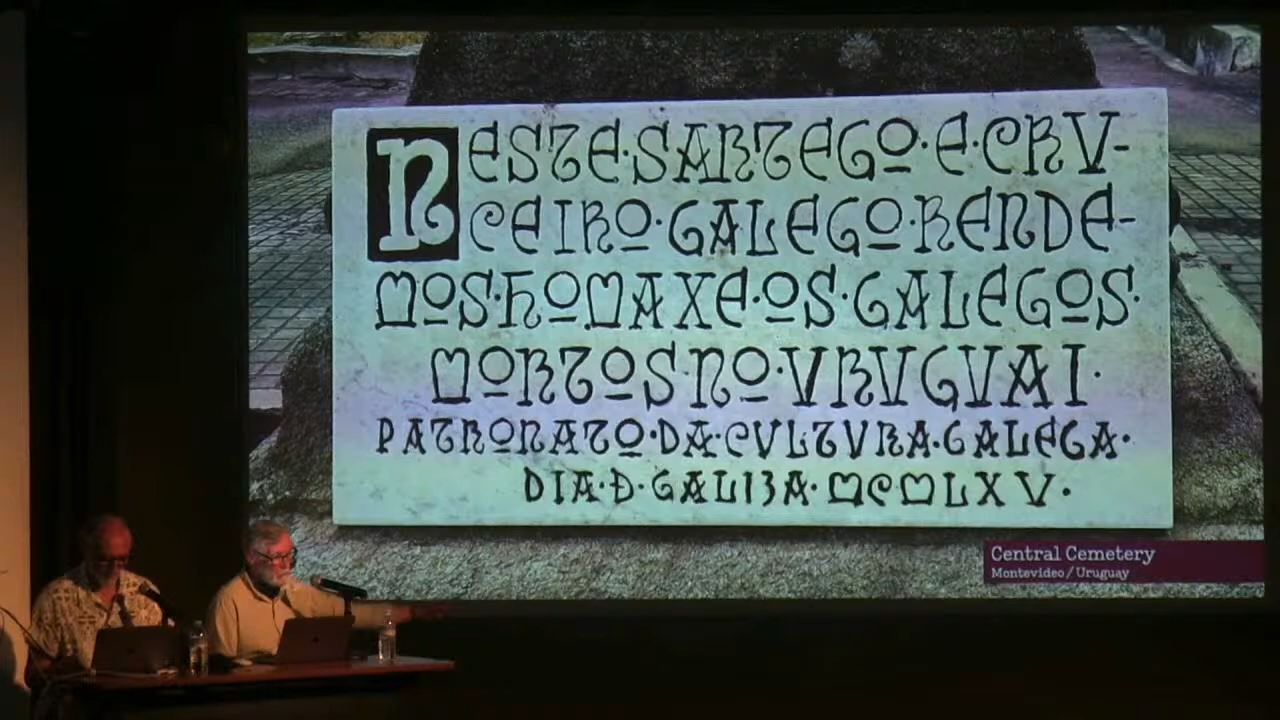 NESTE·SARTEGO·E·CRV-
CEIRO·GALEGO·RENDE-
MOS·HOMAXE·OS·GALEGOS·
MORTOS·NO·VRVGVAI·
PATRONATO·DA·CVLTVRA·GALEGA·
DIA·Đ·GALIZA·MCMLXV·
Central Cemetery
Montevideo/Uruguay